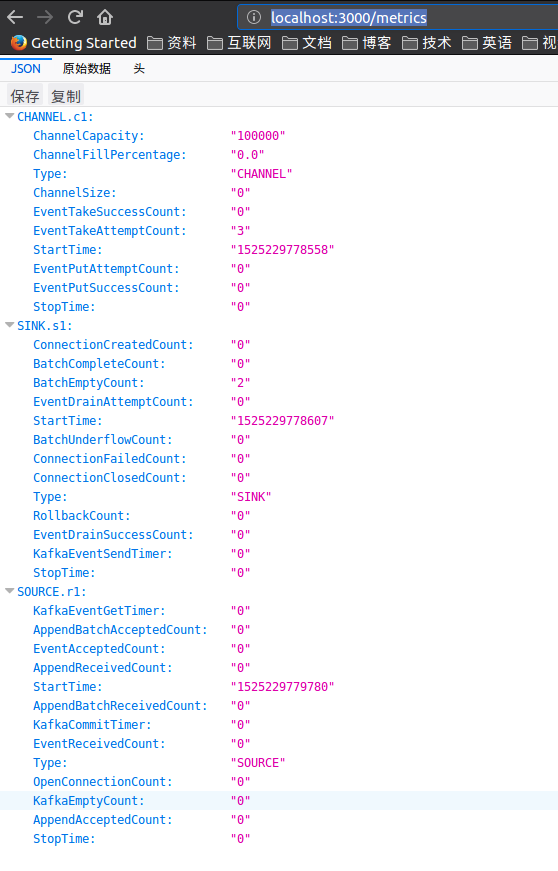 localhost:3000/metrics
Getting Started 资料 互联网 文档 博客 技术 英语 视
JSON 原始数据 头
保存 复制
CHANNEL.c1:
ChannelCapacity: "100000"
ChannelFillPercentage: "0.0"
Type: "CHANNEL"
ChannelSize: "0"
EventTakeSuccessCount: "0"
EventTakeAttemptCount: "3"
StartTime: "1525229778558"
EventPutAttemptCount: "0"
EventPutSuccessCount: "0"
StopTime: "0"
SINK.s1:
ConnectionCreatedCount: "0"
BatchCompleteCount: "0"
BatchEmptyCount: "2"
EventDrainAttemptCount: "0"
StartTime: "1525229778607"
BatchUnderflowCount: "0"
ConnectionFailedCount: "0"
ConnectionClosedCount: "0"
Type: "SINK"
RollbackCount: "0"
EventDrainSuccessCount: "0"
KafkaEventSendTimer: "0"
StopTime: "0"
SOURCE.r1:
KafkaEventGetTimer: "0"
AppendBatchAcceptedCount: "0"
EventAcceptedCount: "0"
AppendReceivedCount: "0"
StartTime: "1525229779780"
AppendBatchReceivedCount: "0"
KafkaCommitTimer: "0"
EventReceivedCount: "0"
Type: "SOURCE"
OpenConnectionCount: "0"
KafkaEmptyCount: "0"
AppendAcceptedCount: "0"
StopTime: "0"